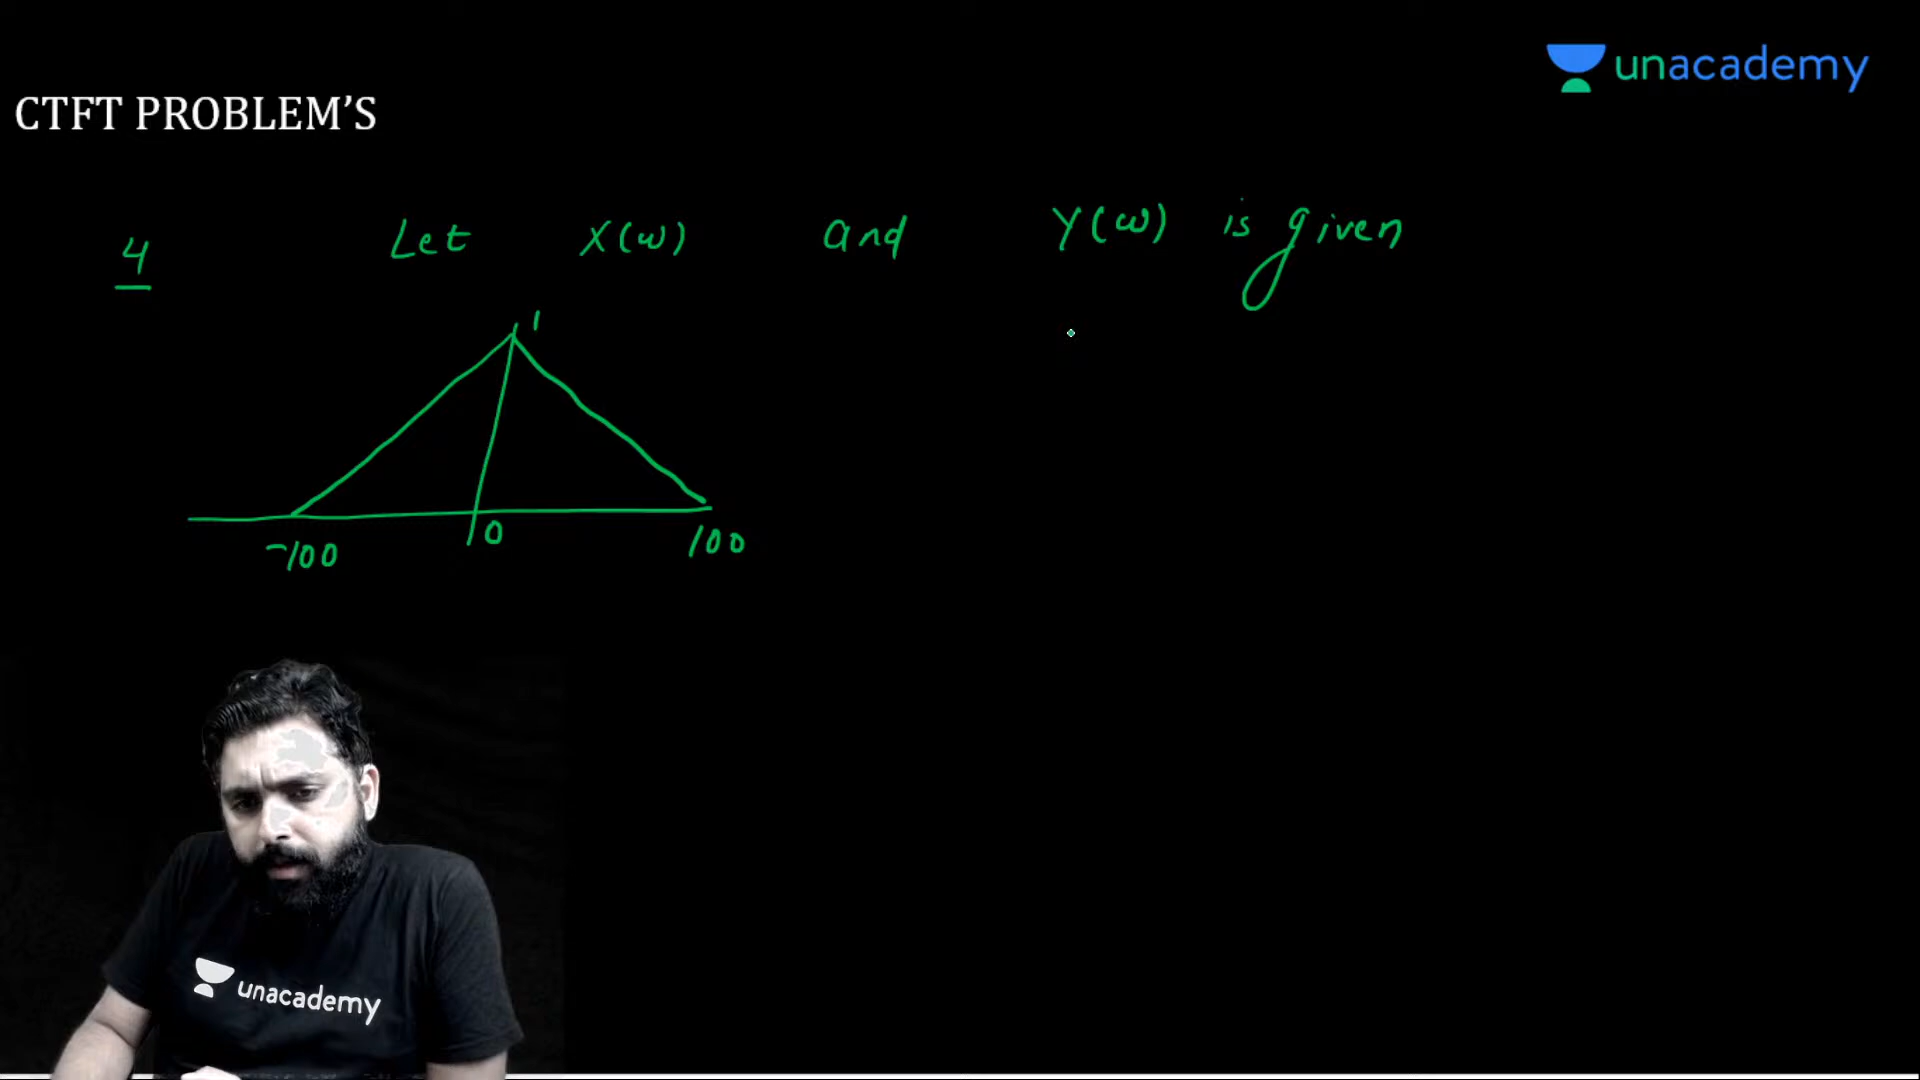 unacademy
CTFT PROBLEM'S
4 Let X(ω) and Y(ω) is given
1
-100 0 100
unacademy